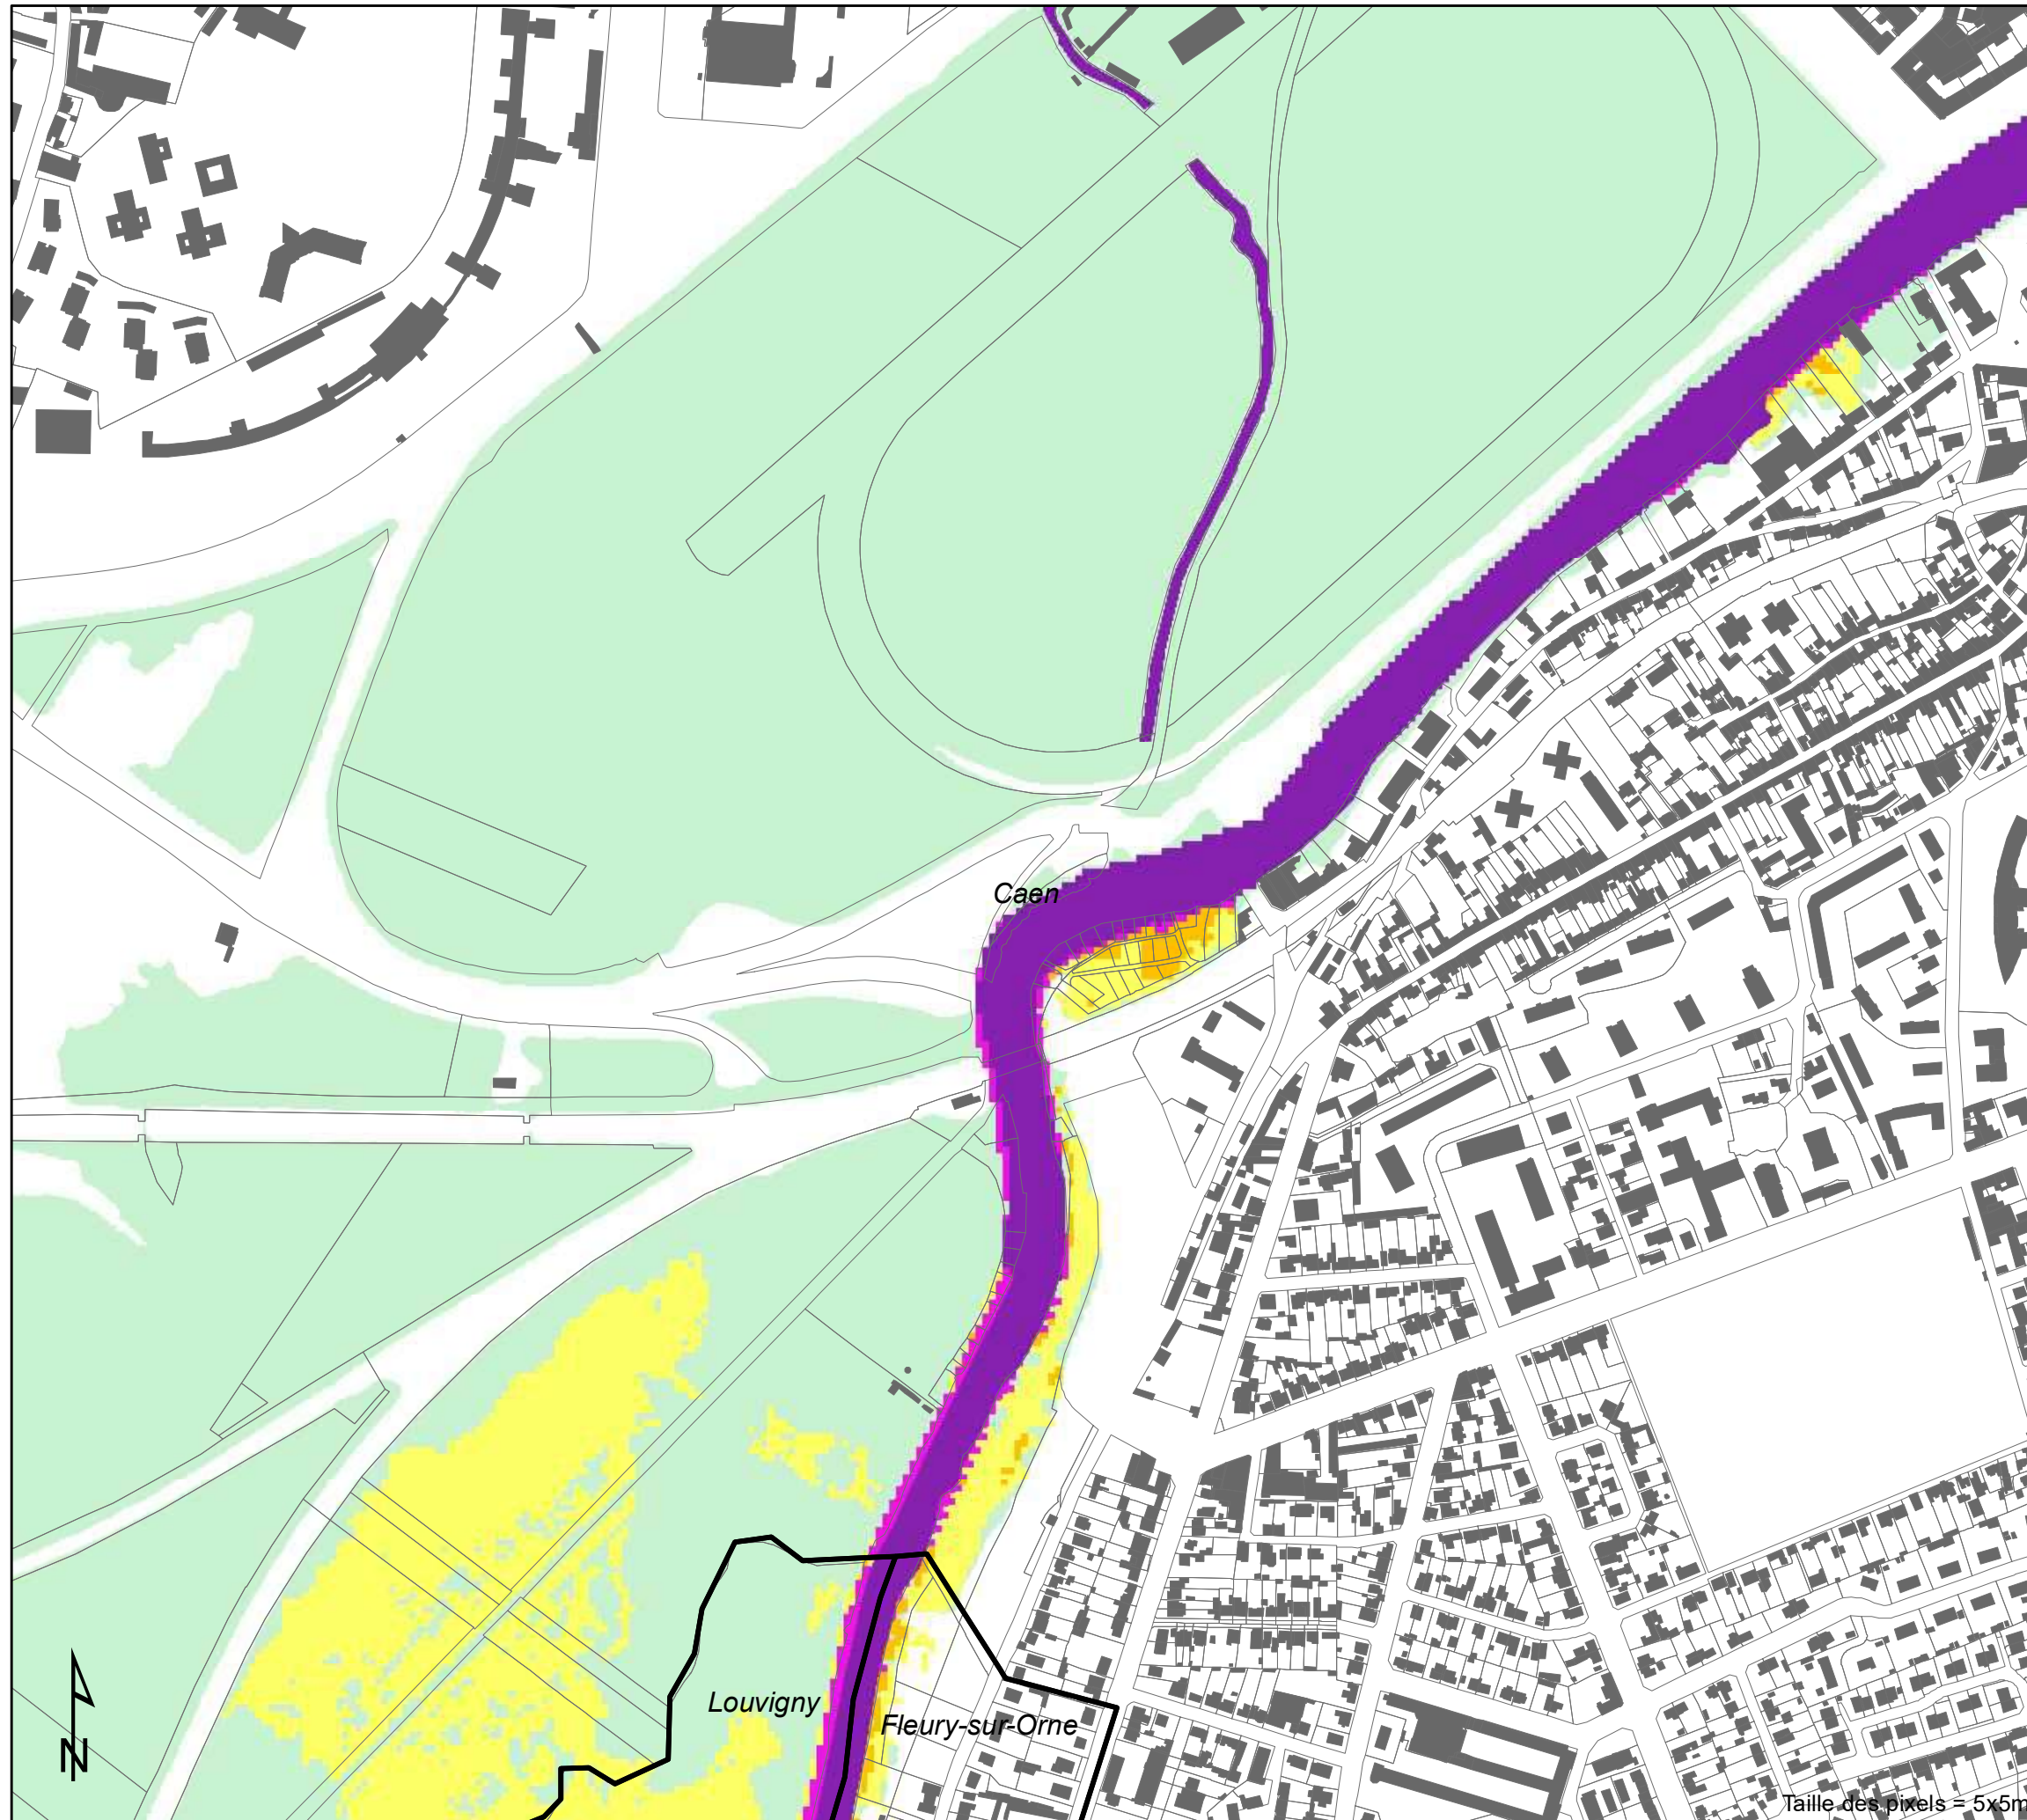 Caen
Louvigny
Fleury-sur-Orne
N
Taille des pixels = 5x5m